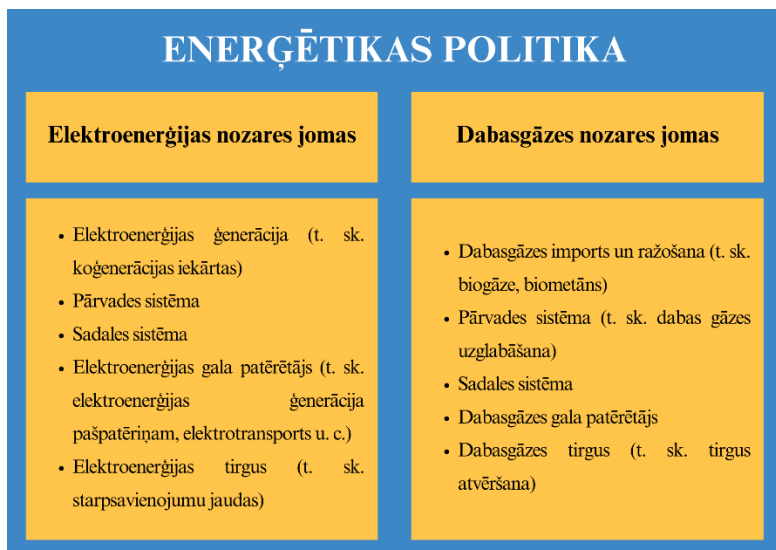 ENERĢĒTIKAS POLITIKA
Elektroenerģijas nozares jomas
• Elektroenerģijas ģenerācija (t. sk.
koģenerācijas iekārtas)
• Pārvades sistēma
• Sadales sistēma
• Elektroenerģijas gala patērētājs (t. sk.
elektroenerģijas ģenerācija
pašpatēriņam, elektrotransports u. c.)
• Elektroenerģijas tirgus (t. sk.
starpsavienojumu jaudas)
Dabasgāzes nozares jomas
• Dabasgāzes imports un ražošana (t. sk.
biogāze, biometāns)
• Pārvades sistēma (t. sk. dabas gāzes
uzglabāšana)
• Sadales sistēma
• Dabasgāzes gala patērētājs
• Dabasgāzes tirgus (t. sk. tirgus
atvēršana)